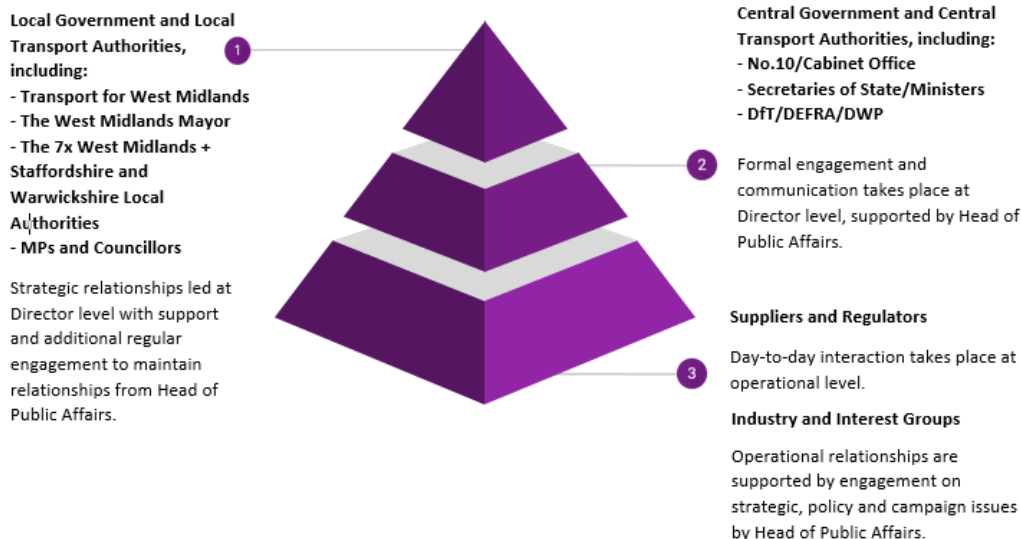 Local Government and Local
Transport Authorities,
including:
- Transport for West Midlands
- The West Midlands Mayor
- The 7x West Midlands +
Staffordshire and
Warwickshire Local
Authorities
- MPs and Councillors
Strategic relationships led at
Director level with support
and additional regular
engagement to maintain
relationships from Head of
Public Affairs.
1
Central Government and Central
Transport Authorities, including:
- No.10/Cabinet Office
- Secretaries of State/Ministers
- DfT/DEFRA/DWP
2
Formal engagement and
communication takes place at
Director level, supported by Head of
Public Affairs.
Suppliers and Regulators
3
Day-to-day interaction takes place at
operational level.
Industry and Interest Groups
Operational relationships are
supported by engagement on
strategic, policy and campaign issues
by Head of Public Affairs.